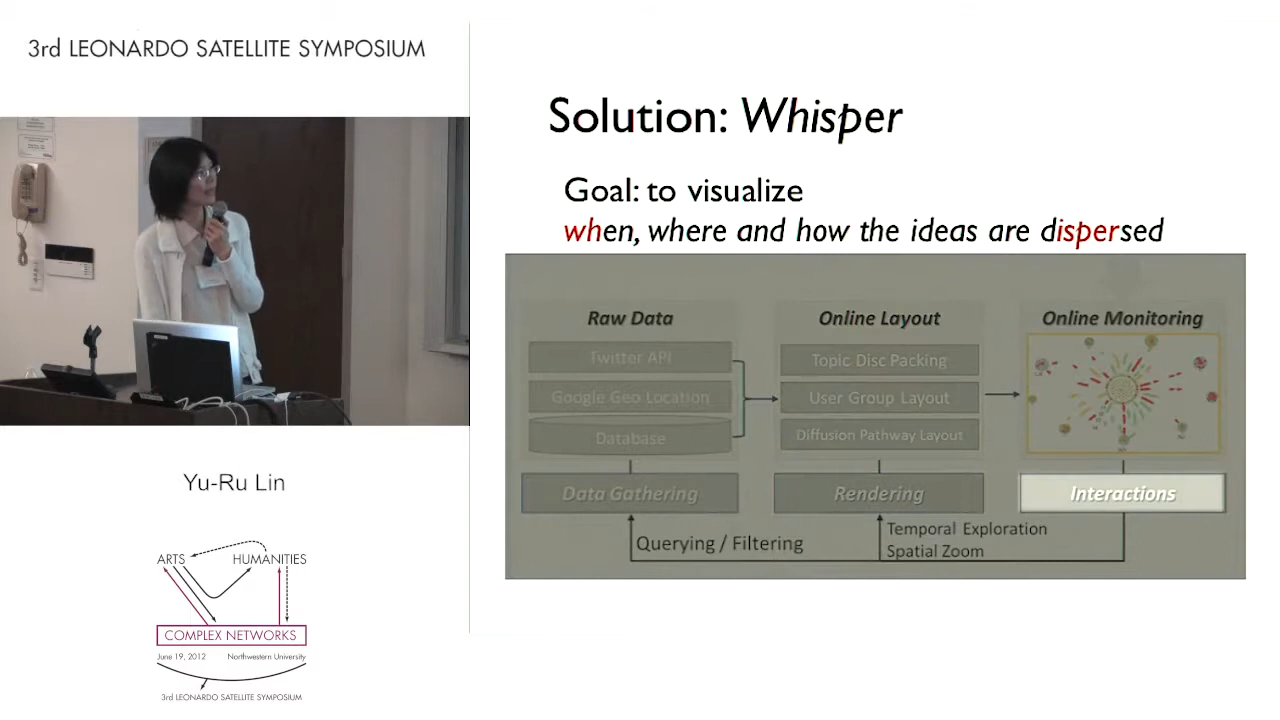 3rd LEONARDO SATELLITE SYMPOSIUM
Solution: Whisper
Goal: to visualize
when, where and how the ideas are dispersed
Raw Data
Online Layout
Online Monitoring
Twitter API
Google Geo Location
Database
Topic Disc Packing
User Group Layout
Diffusion Pathway Layout
Data Gathering
Rendering
Interactions
Querying / Filtering
Temporal Exploration
Spatial Zoom
Yu-Ru Lin
ARTS
HUMANITIES
COMPLEX NETWORKS
June 19, 2012
Northwestern University
3rd LEONARDO SATELLITE SYMPOSIUM